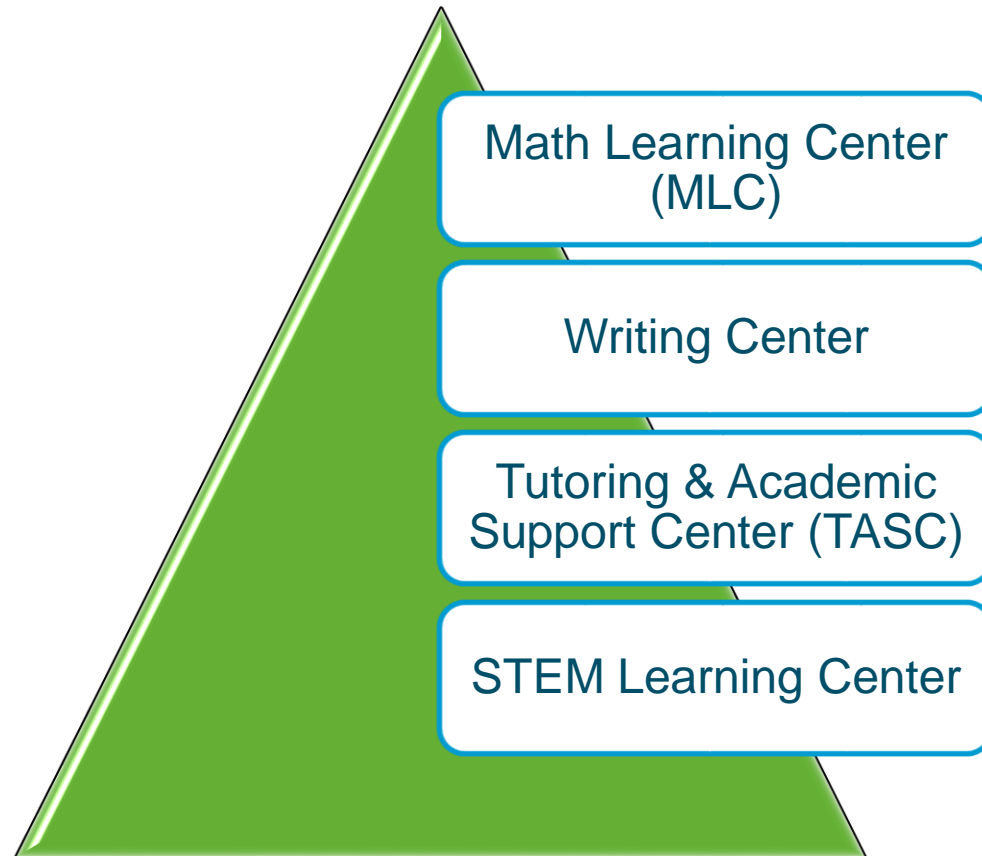 Math Learning Center
(MLC)
Writing Center
Tutoring & Academic
Support Center (TASC)
STEM Learning Center